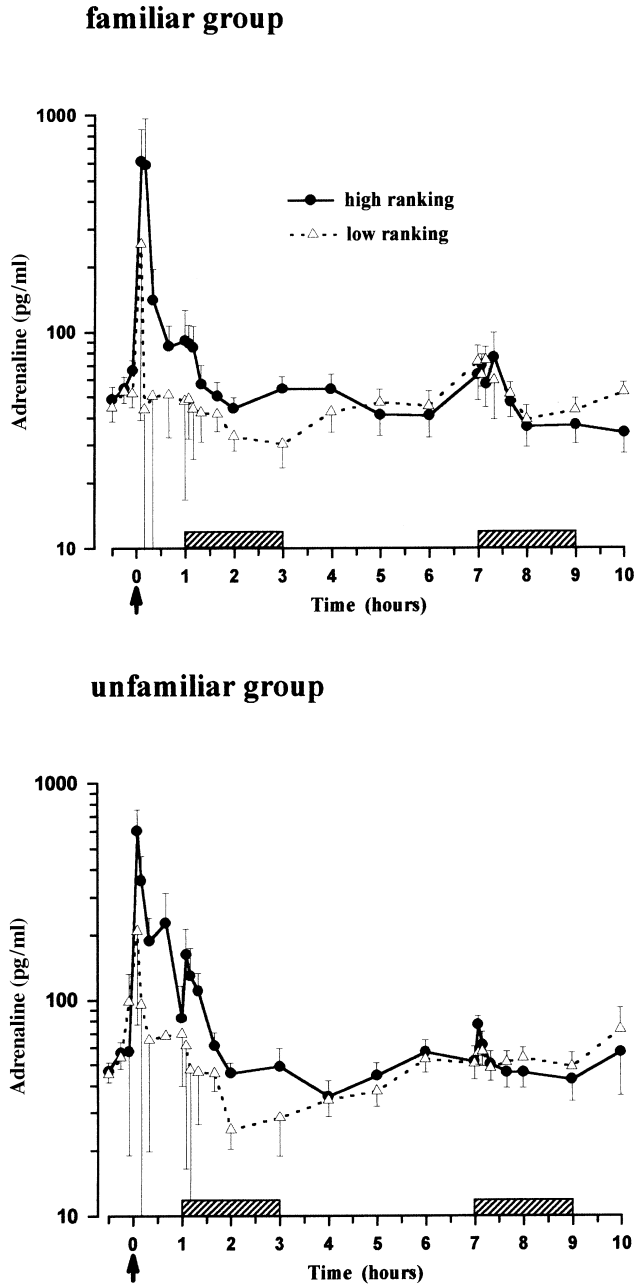 familiar group
1000
high ranking
low ranking
Adrenaline (pg/ml)
100
10
0 1 2 3 4 5 6 7 8 9 10
Time (hours)
unfamiliar group
1000
Adrenaline (pg/ml)
100
10
0 1 2 3 4 5 6 7 8 9 10
Time (hours)